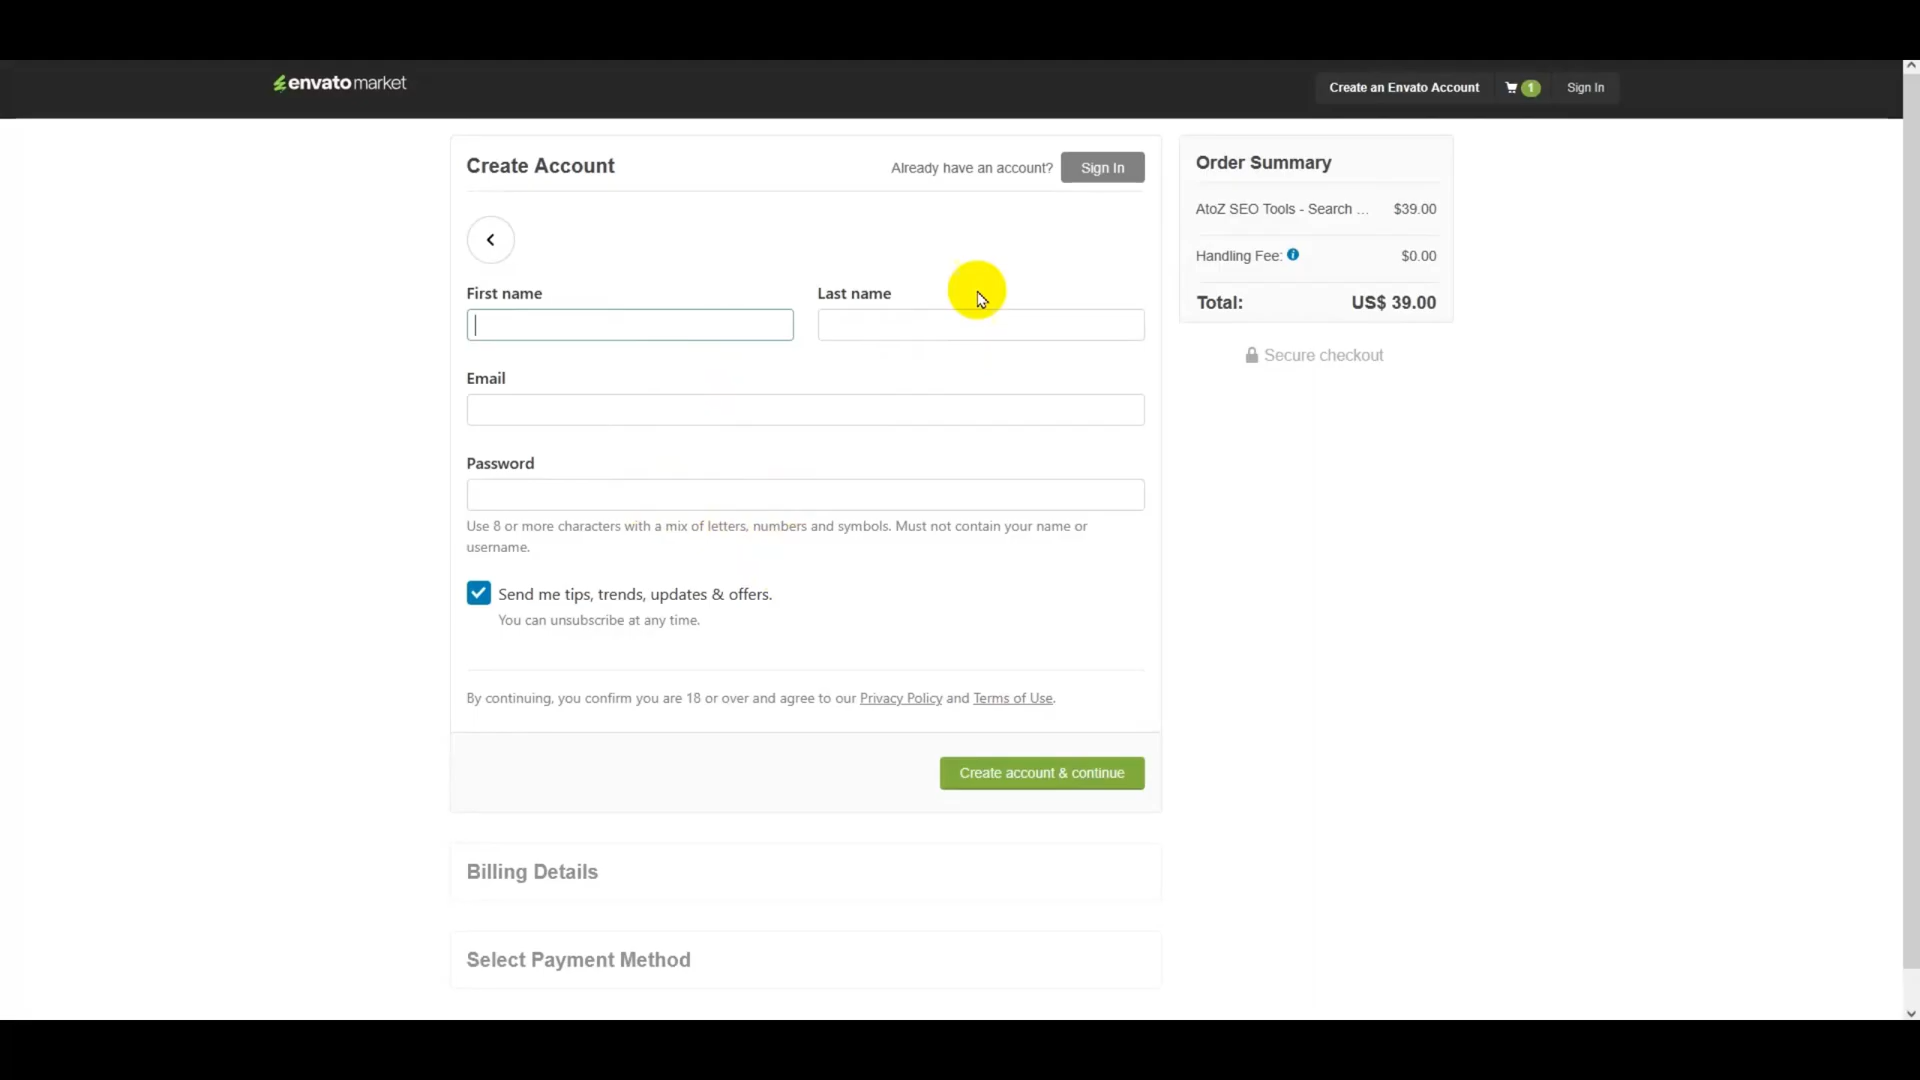 envato market
Create an Envato Account
1
Sign In
Create Account
Already have an account?
Sign In
First name
Last name
Email
Password
Use 8 or more characters with a mix of letters, numbers and symbols. Must not contain your name or
username.
Send me tips, trends, updates & offers.
You can unsubscribe at any time.
By continuing, you confirm you are 18 or over and agree to our Privacy Policy and Terms of Use.
Create account & continue
Billing Details
Select Payment Method
Order Summary
AtoZ SEO Tools - Search ... $39.00
Handling Fee: $0.00
Total: US$ 39.00
Secure checkout